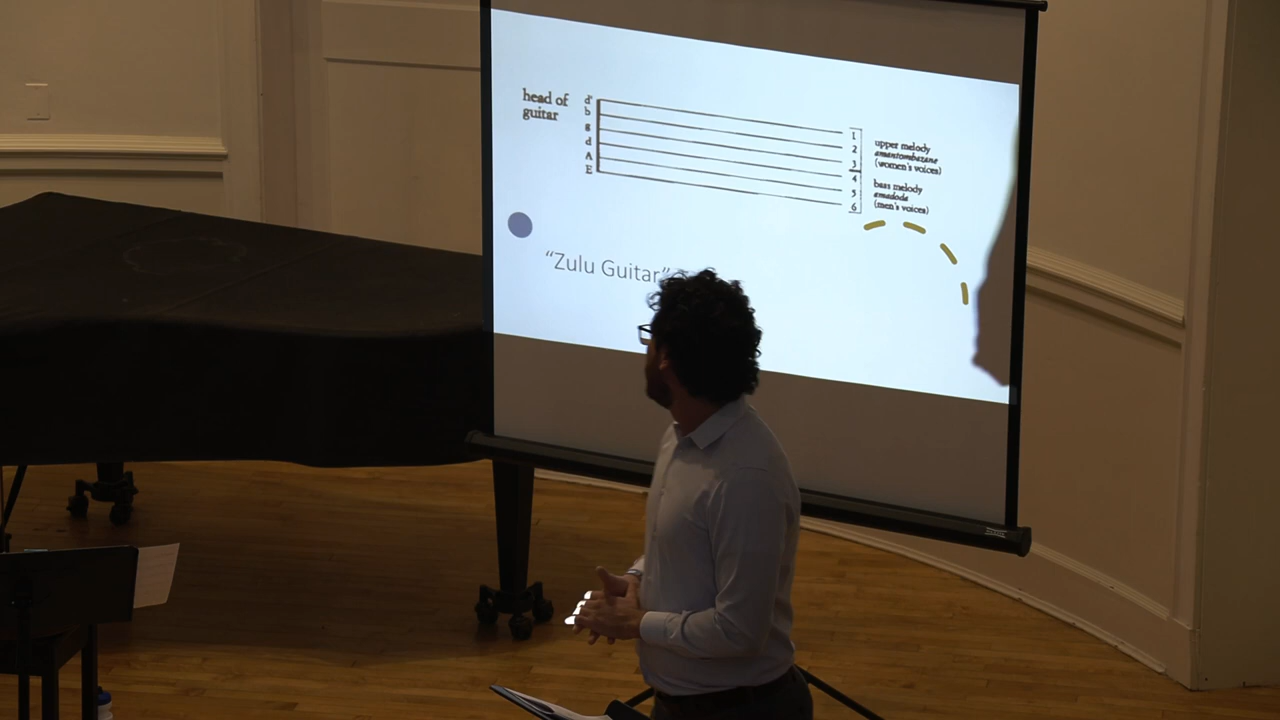 head of
guitar
d'
b
g
d
A
E
1
2
3
4
5
6
upper melody
amantombazane
(women's voices)
bass melody
amadoda
(men's voices)
"Zulu Guitar"